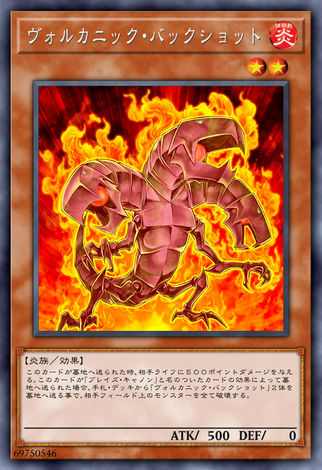 ヴォルカニック・バックショット
炎
ほのお
【炎族/効果】
このカードが墓地へ送られた時、相手ライフに500ポイントダメージを与え
る。このカードが「ブレイズ・キャノン」と名のついたカードの効果によって墓地
へ送られた場合、手札・デッキから「ヴォルカニック・バックショット」2体を
墓地へ送る事で、相手フィールド上のモンスターを全て破壊する。
ATK/ 500 DEF/ 0
69750546